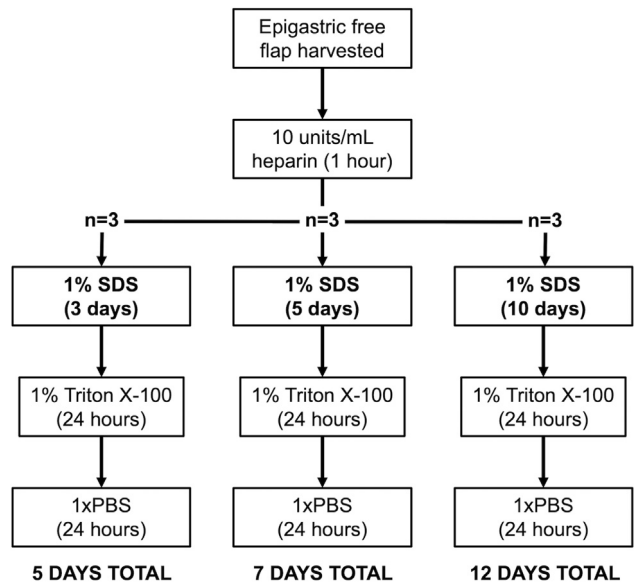 Epigastric free
flap harvested
10 units/mL
heparin (1 hour)
n=3
n=3
n=3
1% SDS
(3 days)
1% SDS
(5 days)
1% SDS
(10 days)
1% Triton X-100
(24 hours)
1% Triton X-100
(24 hours)
1% Triton X-100
(24 hours)
1xPBS
(24 hours)
1xPBS
(24 hours)
1xPBS
(24 hours)
5 DAYS TOTAL
7 DAYS TOTAL
12 DAYS TOTAL